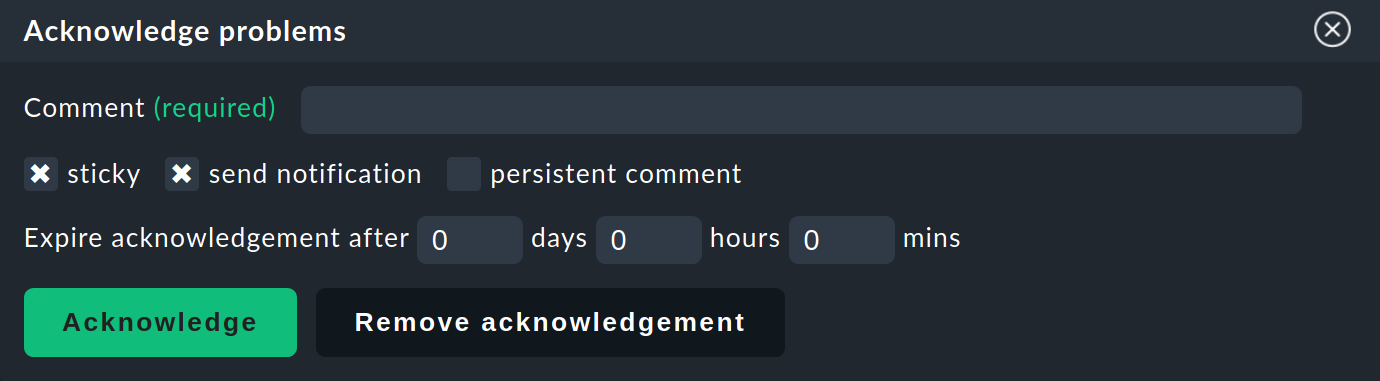 Acknowledge problems
Comment (required)
sticky send notification persistent comment
Expire acknowledgement after 0 days 0 hours 0 mins
Acknowledge Remove acknowledgement